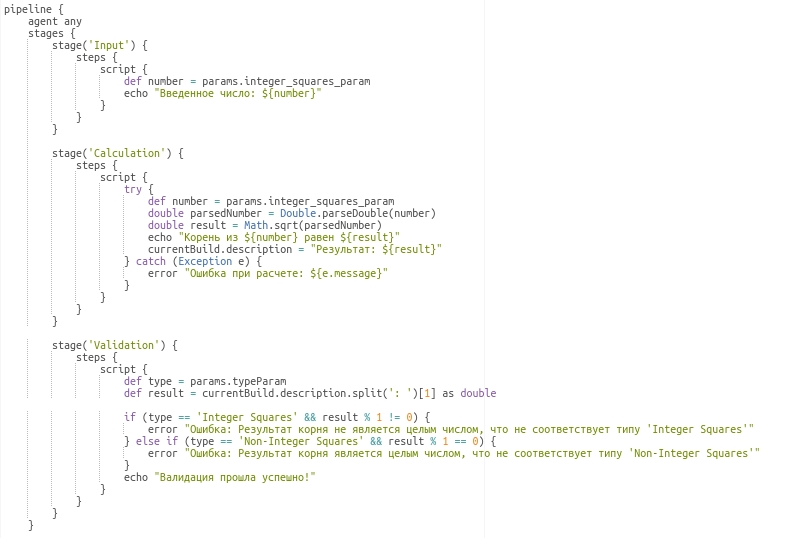 pipeline {
    agent any
    stages {
        stage('Input') {
            steps {
                script {
                    def number = params.integer_squares_param
                    echo "Введенное число: ${number}"
                }
            }
        }

        stage('Calculation') {
            steps {
                script {
                    try {
                        def number = params.integer_squares_param
                        double parsedNumber = Double.parseDouble(number)
                        double result = Math.sqrt(parsedNumber)
                        echo "Корень из ${number} равен ${result}"
                        currentBuild.description = "Результат: ${result}"
                    } catch (Exception e) {
                        error "Ошибка при расчете: ${e.message}"
                    }
                }
            }
        }

        stage('Validation') {
            steps {
                script {
                    def type = params.typeParam
                    def result = currentBuild.description.split(': ')[1] as double

                    if (type == 'Integer Squares' && result % 1 != 0) {
                        error "Ошибка: Результат корня не является целым числом, что не соответствует типу 'Integer Squares'"
                    } else if (type == 'Non-Integer Squares' && result % 1 == 0) {
                        error "Ошибка: Результат корня является целым числом, что не соответствует типу 'Non-Integer Squares'"
                    }
                    echo "Валидация прошла успешно!"
                }
            }
        }
    }